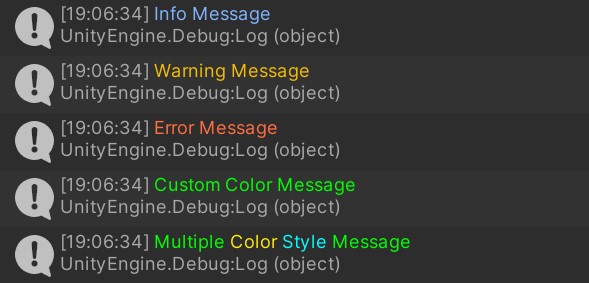 [19:06:34] Info Message
UnityEngine.Debug:Log (object)
[19:06:34] Warning Message
UnityEngine.Debug:Log (object)
[19:06:34] Error Message
UnityEngine.Debug:Log (object)
[19:06:34] Custom Color Message
UnityEngine.Debug:Log (object)
[19:06:34] Multiple Color Style Message
UnityEngine.Debug:Log (object)